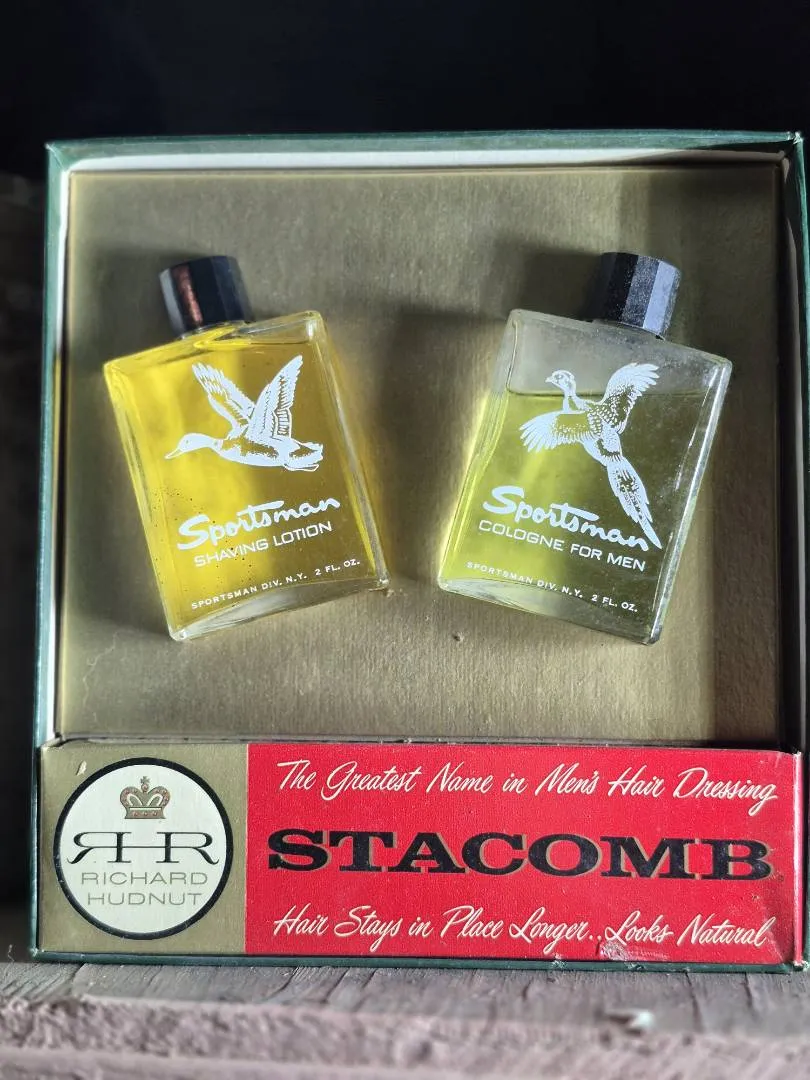 Sportsman
SHAVING LOTION
SPORTSMAN DIV. N.Y. 2 FL. OZ.
Sportsman
COLOGNE FOR MEN
SPORTSMAN DIV. N.Y. 2 FL. OZ.
RHR
RICHARD
HUDNUT
The Greatest Name in Men's Hair Dressing
STACOMB
Hair Stays in Place Longer..Looks Natural